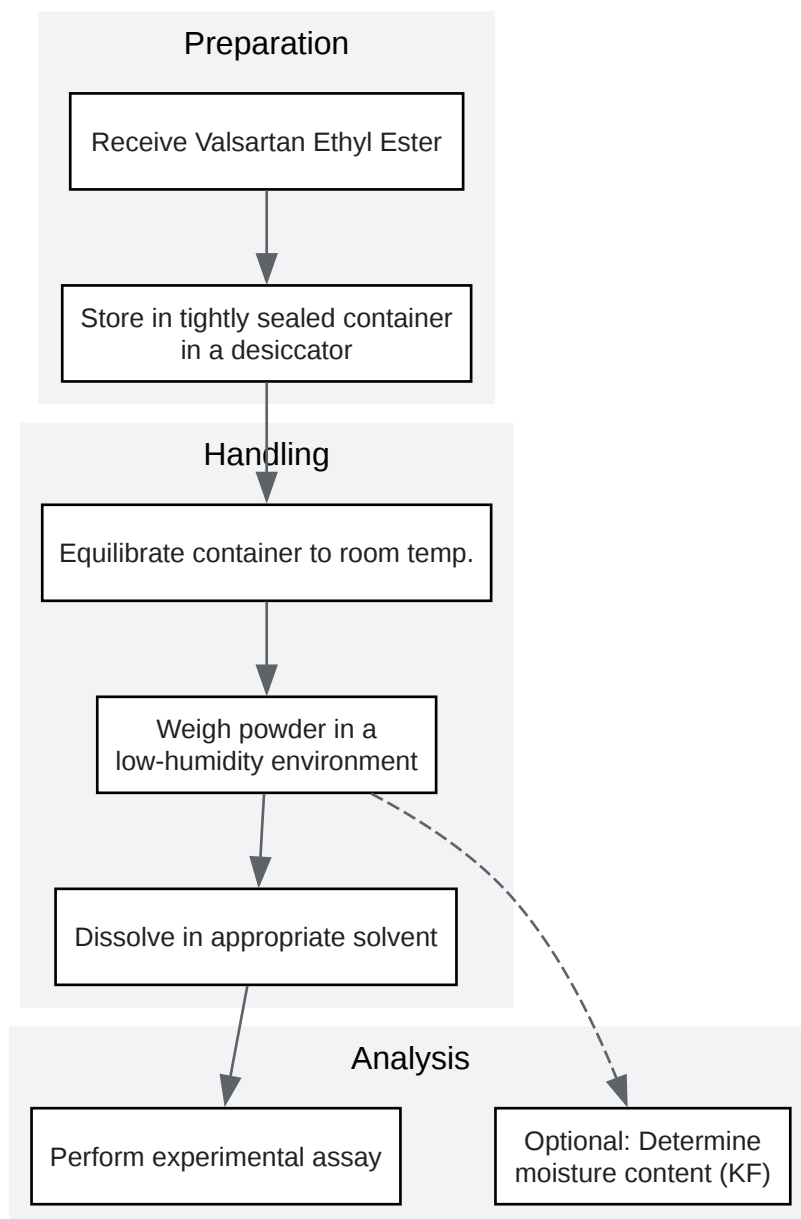 Preparation
Receive Valsartan Ethyl Ester
Store in tightly sealed container
in a desiccator
Handling
Equilibrate container to room temp.
Weigh powder in a
low-humidity environment
Dissolve in appropriate solvent
Analysis
Perform experimental assay
Optional: Determine
moisture content (KF)